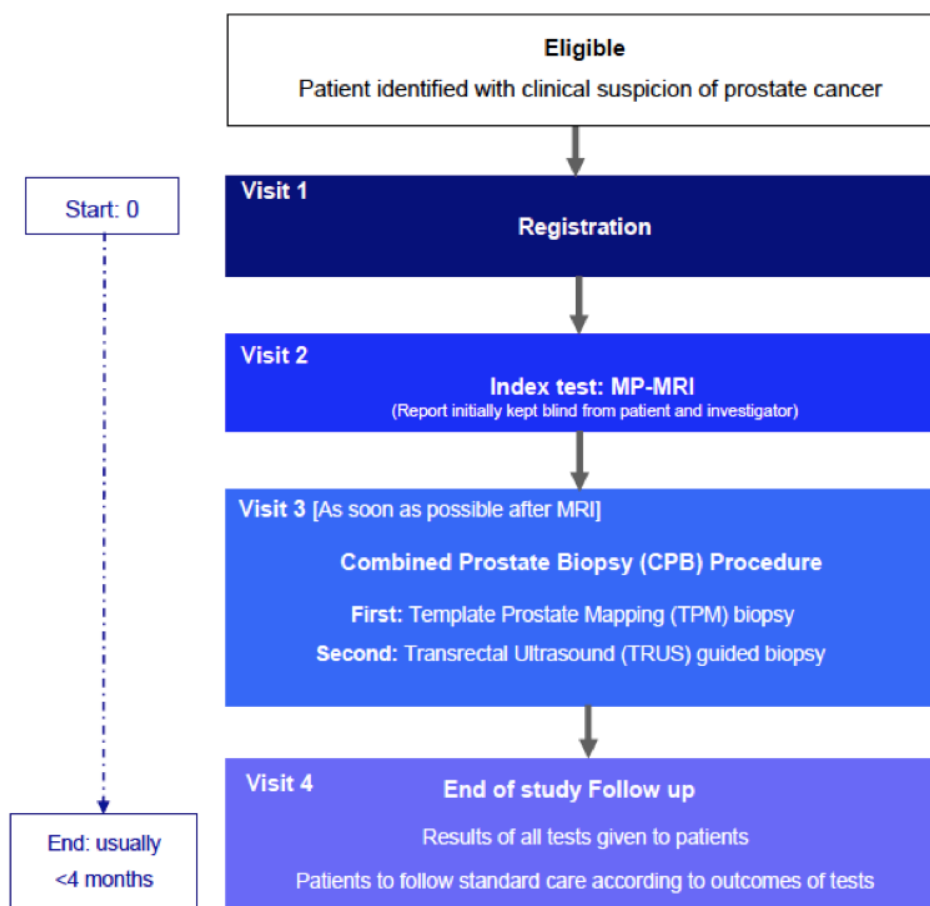 Eligible
Patient identified with clinical suspicion of prostate cancer
Start: 0
Visit 1
Registration
Visit 2
Index test: MP-MRI
(Report initially kept blind from patient and investigator)
Visit 3 [As soon as possible after MRI]
Combined Prostate Biopsy (CPB) Procedure
First: Template Prostate Mapping (TPM) biopsy
Second: Transrectal Ultrasound (TRUS) guided biopsy
Visit 4
End of study Follow up
Results of all tests given to patients
Patients to follow standard care according to outcomes of tests
End: usually
<4 months